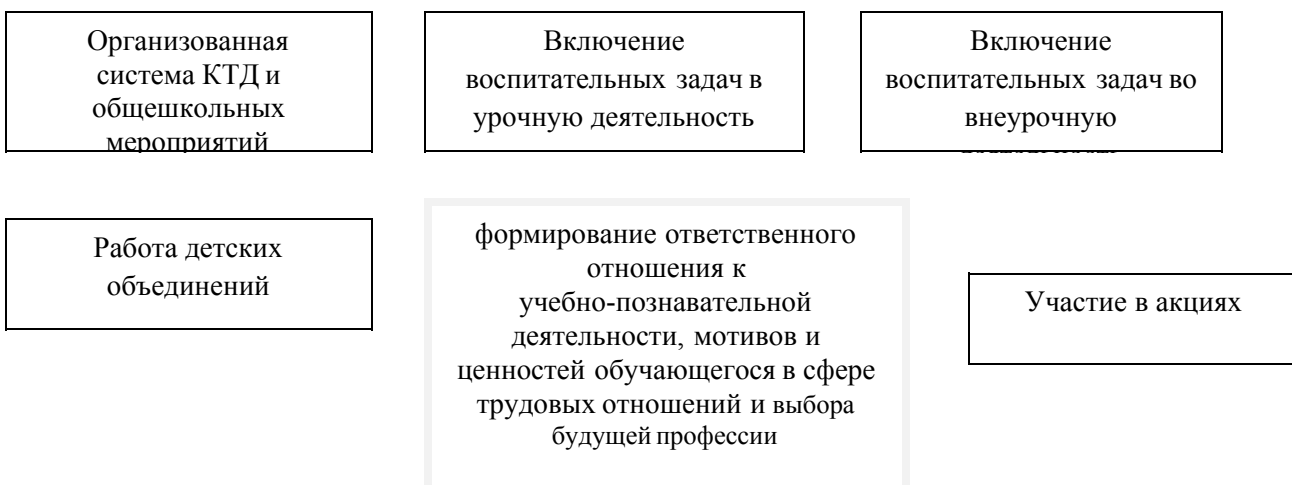 Организованная
система КТД и
общешкольных
мероприятий
Включение
воспитательных задач в
урочную деятельность
Включение
воспитательных задач во
внеурочную
Работа детских
объединений
формирование ответственного
отношения к
учебно-познавательной
деятельности, мотивов и
ценностей обучающегося в сфере
трудовых отношений и выбора
будущей профессии
Участие в акциях